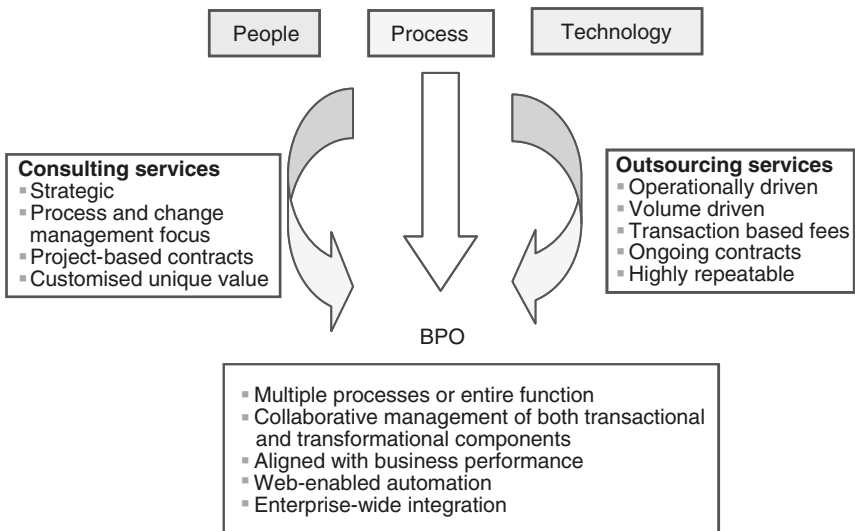 People
Process
Technology
Consulting services
▪ Strategic
▪ Process and change
management focus
▪ Project-based contracts
▪ Customised unique value
Outsourcing services
▪ Operationally driven
▪ Volume driven
▪ Transaction based fees
▪ Ongoing contracts
▪ Highly repeatable
BPO
▪ Multiple processes or entire function
▪ Collaborative management of both transactional
and transformational components
▪ Aligned with business performance
▪ Web-enabled automation
▪ Enterprise-wide integration